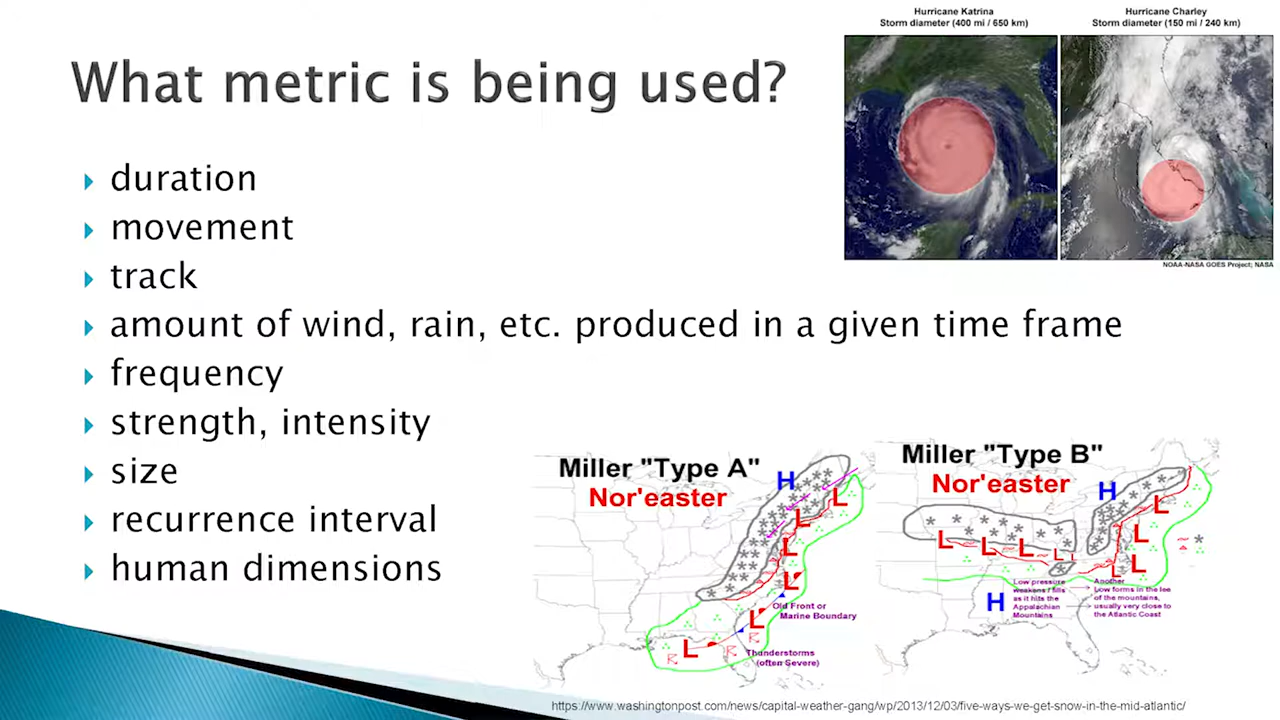 What metric is being used?
duration
movement
track
amount of wind, rain, etc. produced in a given time frame
frequency
strength, intensity
size
recurrence interval
human dimensions
Hurricane Katrina
Storm diameter (400 mi / 650 km)
Hurricane Charley
Storm diameter (150 mi / 240 km)
NOAA-NASA GOES Project; NASA
Miller "Type A"
Nor'easter
H
L
L
L
L
L
L
Old Front or
Marine Boundary
Thunderstorms
(often Severe)
Miller "Type B"
Nor'easter
H
L
L
L
L
L
L
L
L
L
H
Low pressure
weakens / fills
as it hits the
Appalachian
Mountains
Another
Low forms in the lee
of the mountains,
usually very close to
the Atlantic Coast
https://www.washingtonpost.com/news/capital-weather-gang/wp/2013/12/03/five-ways-we-get-snow-in-the-mid-atlantic/